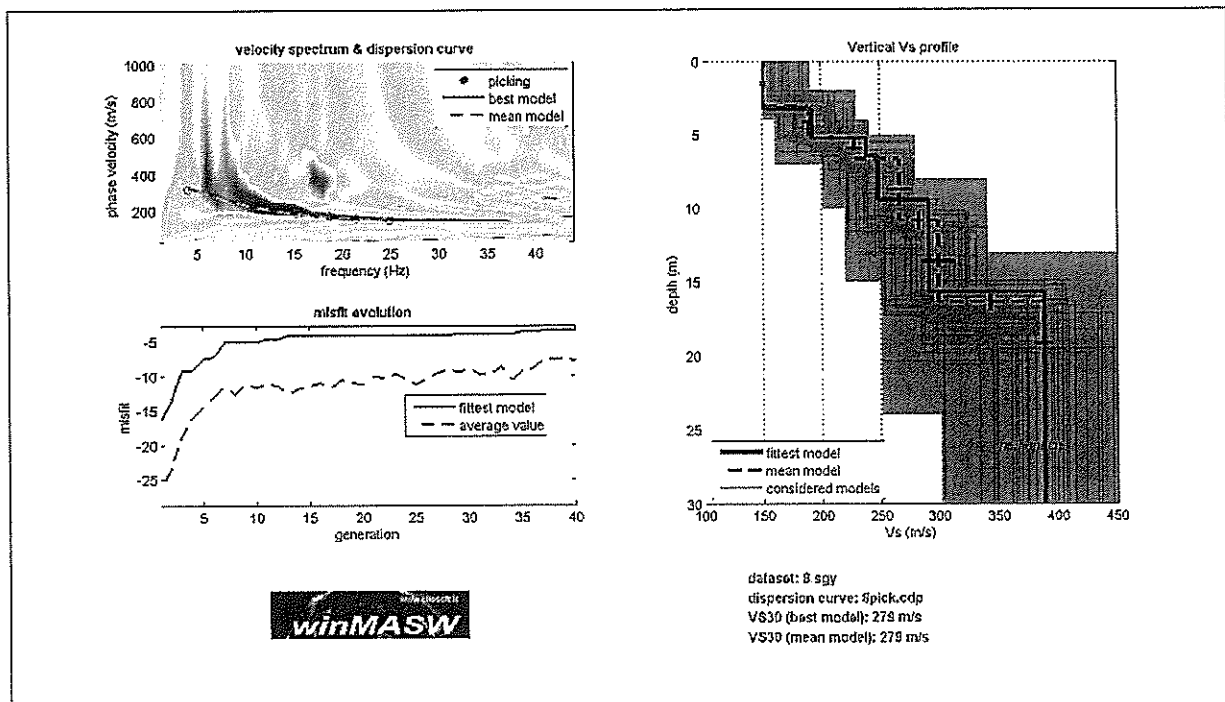 velocity spectrum & dispersion curve
1000
800
600
400
200
phase velocity (m/s)
picking
best model
mean model
5 10 15 20 25 30 35 40
frequency (Hz)
misfit evolution
-5
-10
-15
-20
-25
misfit
fittest model
average value
5 10 15 20 25 30 35 40
generation
winMASW
Vertical Vs profile
0
5
10
15
20
25
30
depth (m)
fittest model
mean model
considered models
100 150 200 250 300 350 400 450
Vs (m/s)
dataset: 8.sgy
dispersion curve: 8pick.cdp
VS30 (best model): 279 m/s
VS30 (mean model): 279 m/s